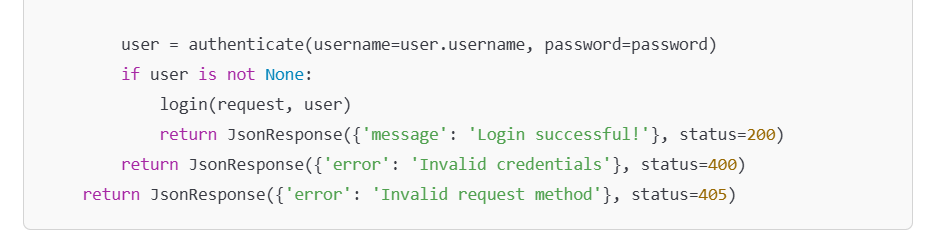 user = authenticate(username=user.username, password=password)
if user is not None:
login(request, user)
return JsonResponse({'message': 'Login successful!'}, status=200)
return JsonResponse({'error': 'Invalid credentials'}, status=400)
return JsonResponse({'error': 'Invalid request method'}, status=405)